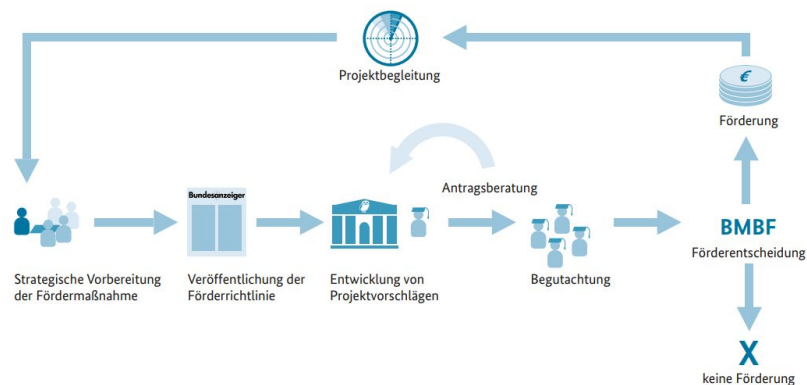 Projektbegleitung
€
Förderung
Bundesanzeiger
Antragsberatung
BMBF
Förderentscheidung
Strategische Vorbereitung
der Fördermaßnahme
Veröffentlichung der
Förderrichtlinie
Entwicklung von
Projektvorschlägen
Begutachtung
X
keine Förderung